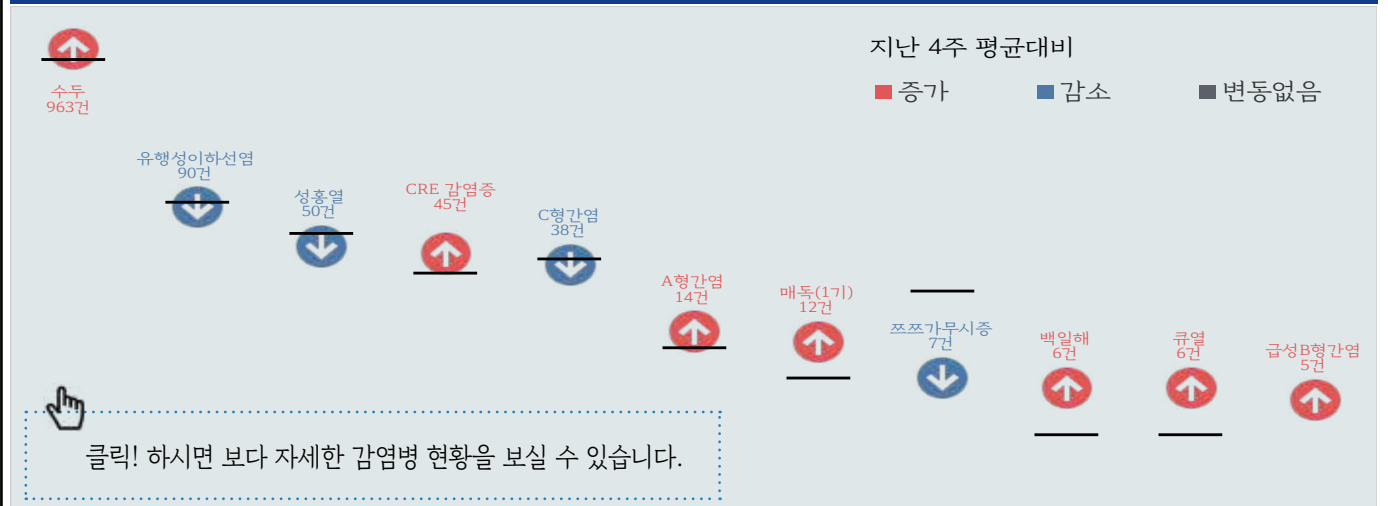 지난 4주 평균대비
증가
감소
변동없음
수두
963건
유행성이하선염
90건
성홍열
50건
CRE 감염증
45건
C형간염
38건
A형간염
14건
매독(1기)
12건
쯔쯔가무시증
7건
백일해
6건
큐열
6건
급성B형간염
5건
클릭! 하시면 보다 자세한 감염병 현황을 보실 수 있습니다.